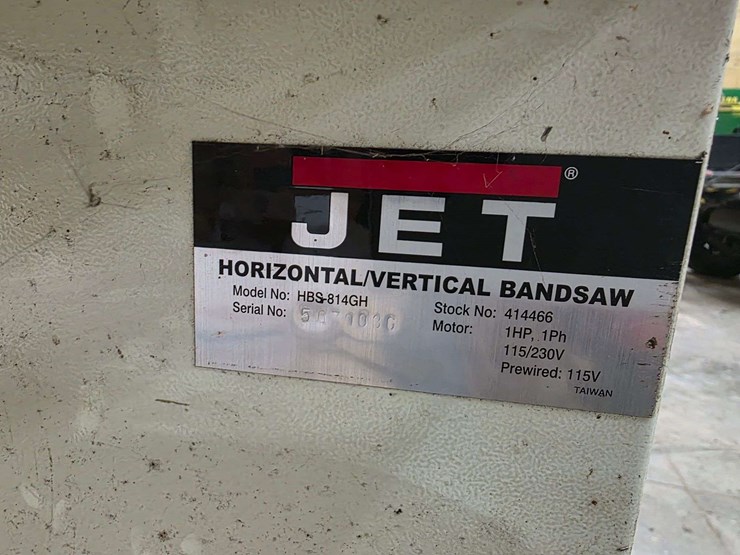 JET®
HORIZONTAL/VERTICAL BANDSAW
Model No: HBS-814GH
Serial No:
Stock No: 414466
Motor: 1HP, 1Ph
115/230V
Prewired: 115V
TAIWAN